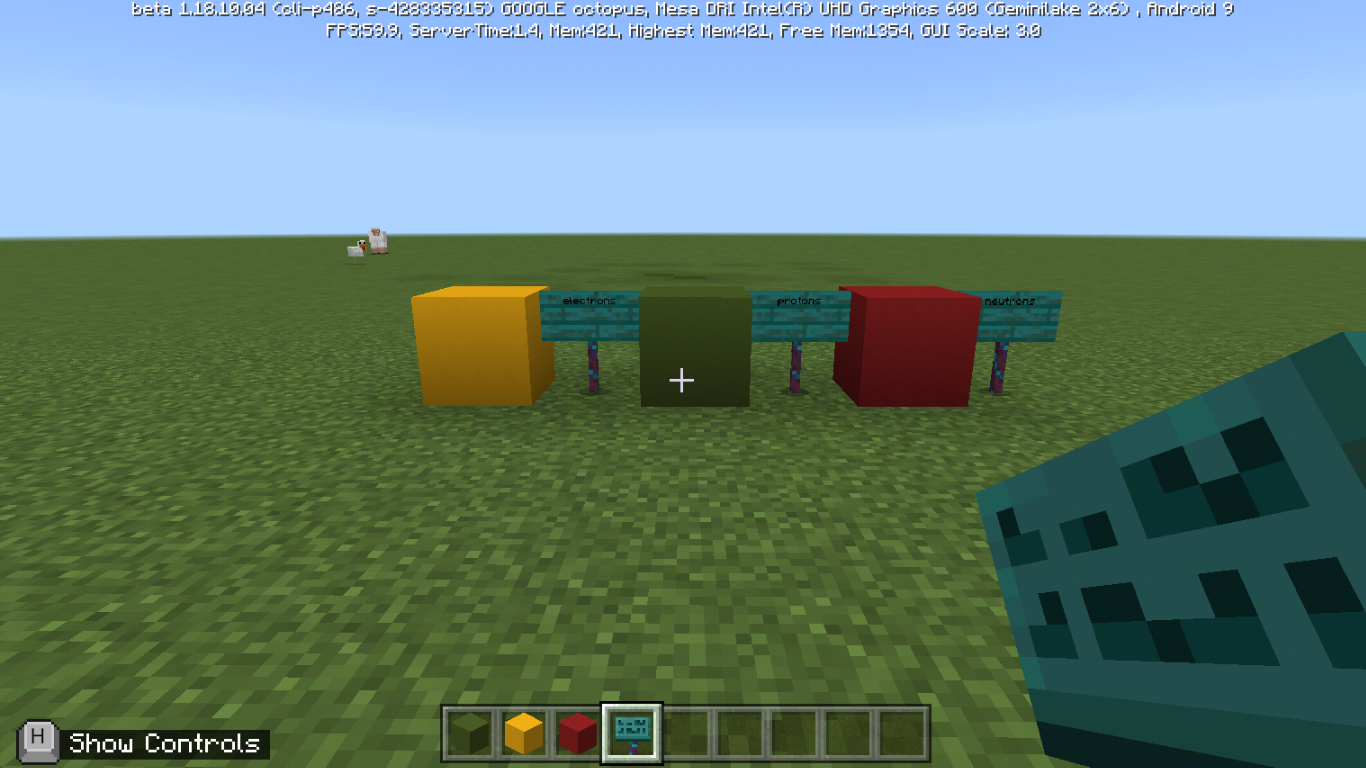 beta 1.18.10.04 (cli-p486, s-428335315) GOOGLE octopus, Mesa DRI Intel(R) UHD Graphics 600 (Geminilake 2x6) , Android 9
FPS:59.9, ServerTime:1.4, Mem:421, Highest Mem:421, Free Mem:1354, GUI Scale: 3.0
electrons
protons
neutrons
H Show Controls